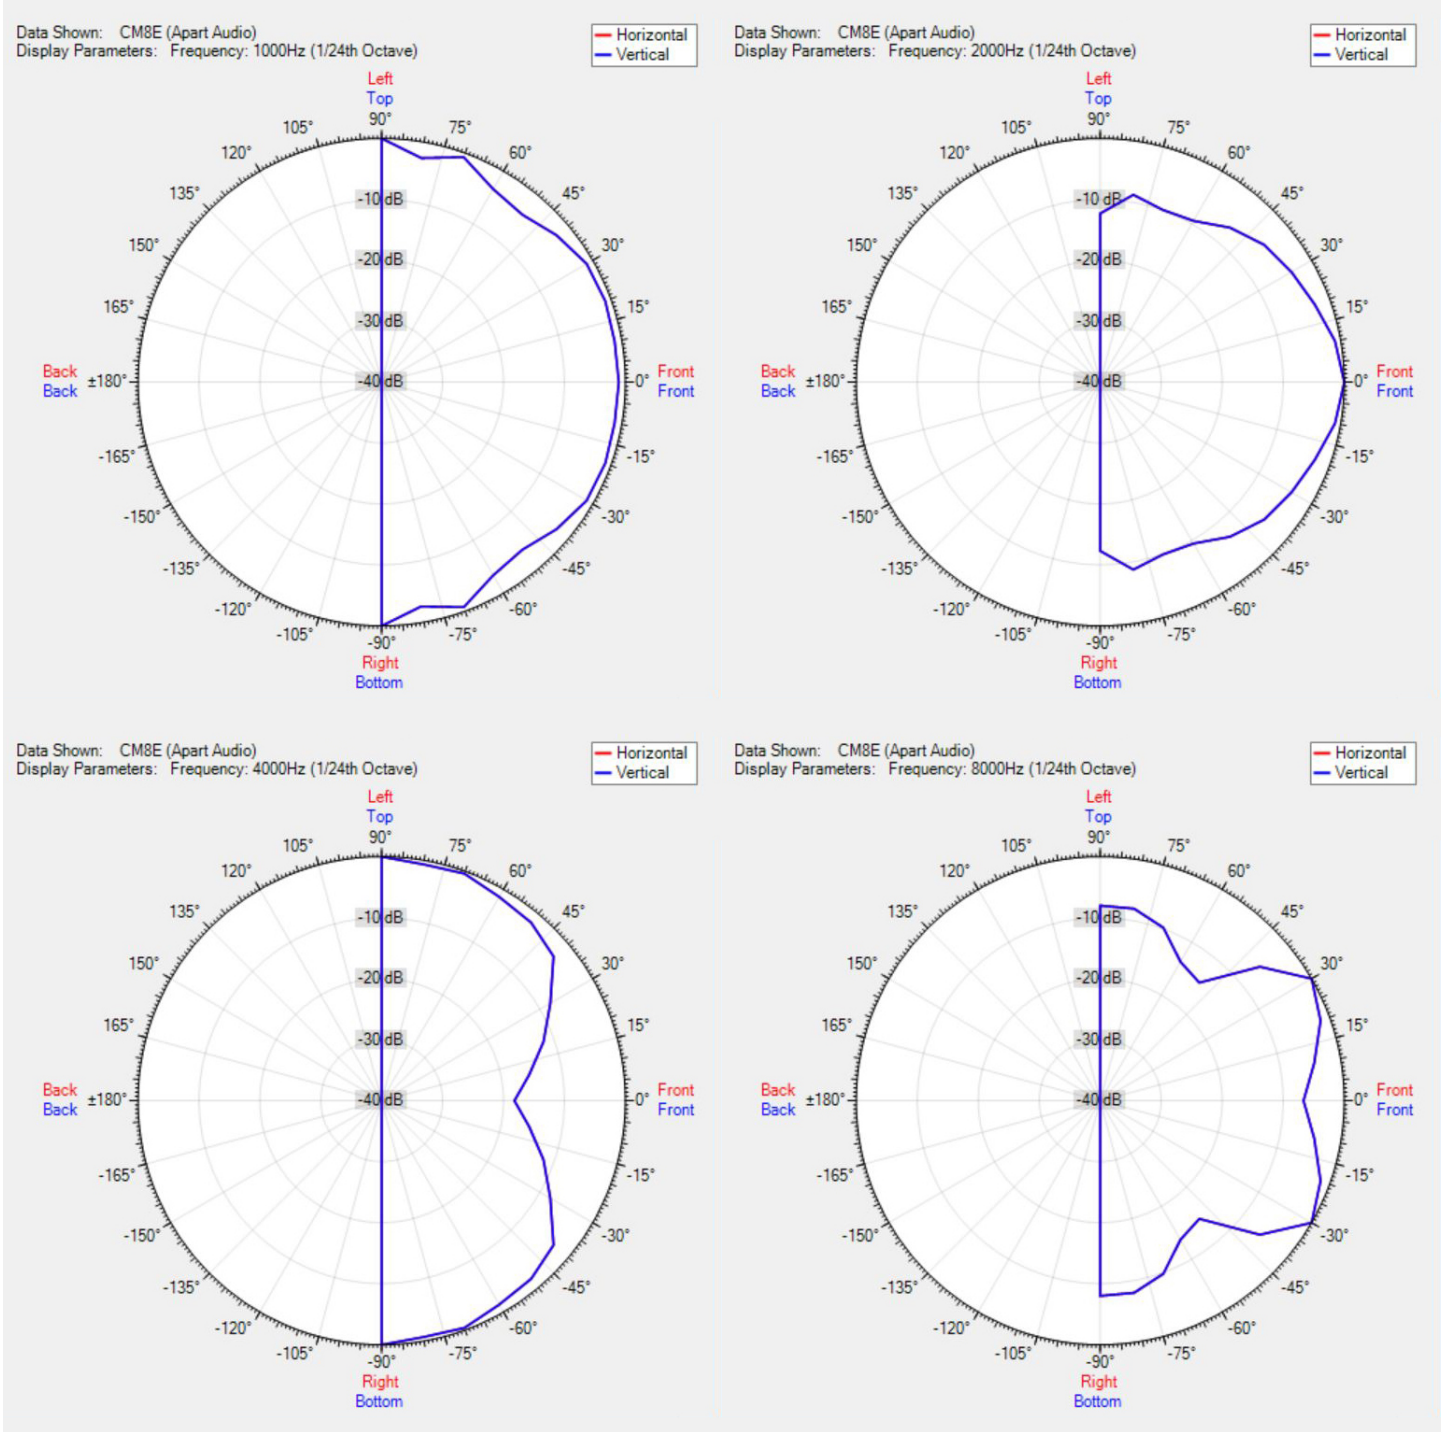 Data Shown: CM8E (Apart Audio)
Display Parameters: Frequency: 1000Hz (1/24th Octave)
Horizontal
Vertical
Left
Top
90°
105°
75°
120°
60°
135°
45°
150°
30°
165°
15°
-10 dB
-20 dB
-30 dB
-40 dB
Back
Back
±180°
0°
Front
Front
-165°
-15°
-150°
-30°
-135°
-45°
-120°
-60°
-105°
-75°
-90°
Right
Bottom
Data Shown: CM8E (Apart Audio)
Display Parameters: Frequency: 2000Hz (1/24th Octave)
Horizontal
Vertical
Left
Top
90°
105°
75°
120°
60°
135°
45°
150°
30°
165°
15°
-10 dB
-20 dB
-30 dB
-40 dB
Back
Back
±180°
0°
Front
Front
-165°
-15°
-150°
-30°
-135°
-45°
-120°
-60°
-105°
-75°
-90°
Right
Bottom
Data Shown: CM8E (Apart Audio)
Display Parameters: Frequency: 4000Hz (1/24th Octave)
Horizontal
Vertical
Left
Top
90°
105°
75°
120°
60°
135°
45°
150°
30°
165°
15°
-10 dB
-20 dB
-30 dB
-40 dB
Back
Back
±180°
0°
Front
Front
-165°
-15°
-150°
-30°
-135°
-45°
-120°
-60°
-105°
-75°
-90°
Right
Bottom
Data Shown: CM8E (Apart Audio)
Display Parameters: Frequency: 8000Hz (1/24th Octave)
Horizontal
Vertical
Left
Top
90°
105°
75°
120°
60°
135°
45°
150°
30°
165°
15°
-10 dB
-20 dB
-30 dB
-40 dB
Back
Back
±180°
0°
Front
Front
-165°
-15°
-150°
-30°
-135°
-45°
-120°
-60°
-105°
-75°
-90°
Right
Bottom